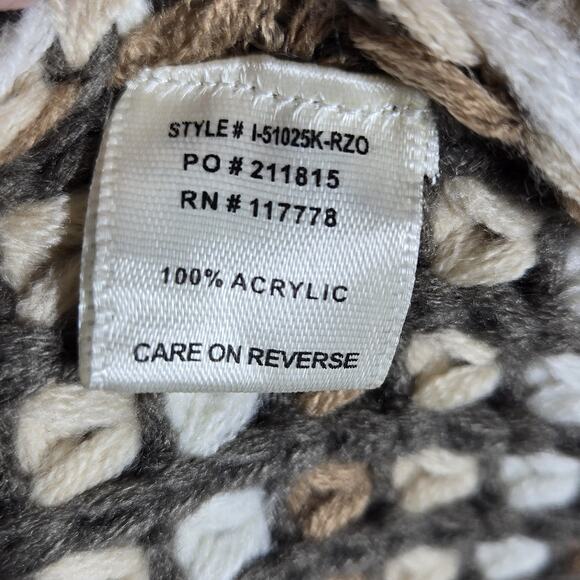 STYLE # I-51025K-RZO
PO # 211815
RN # 117778
100% ACRYLIC
CARE ON REVERSE